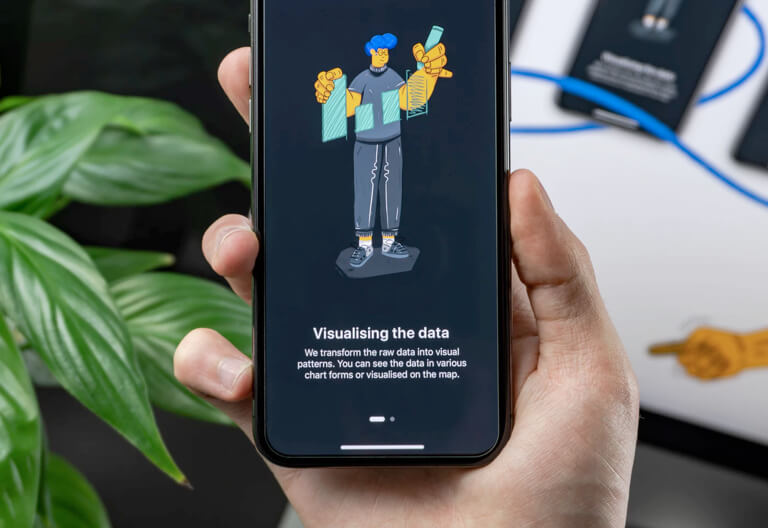 Visualising the data
We transform the raw data into visual
patterns. You can see the data in various
chart forms or visualised on the map.